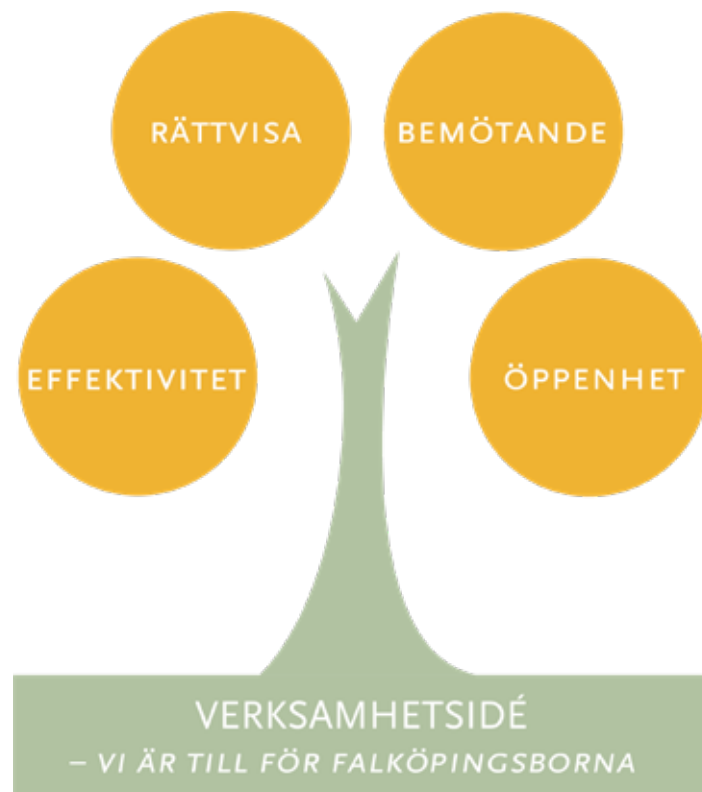 RÄTTVISA
BEMÖTANDE
EFFEKTIVITET
ÖPPENHET
VERKSAMHETSIDÉ
– VI ÄR TILL FÖR FALKÖPINGSBORNA